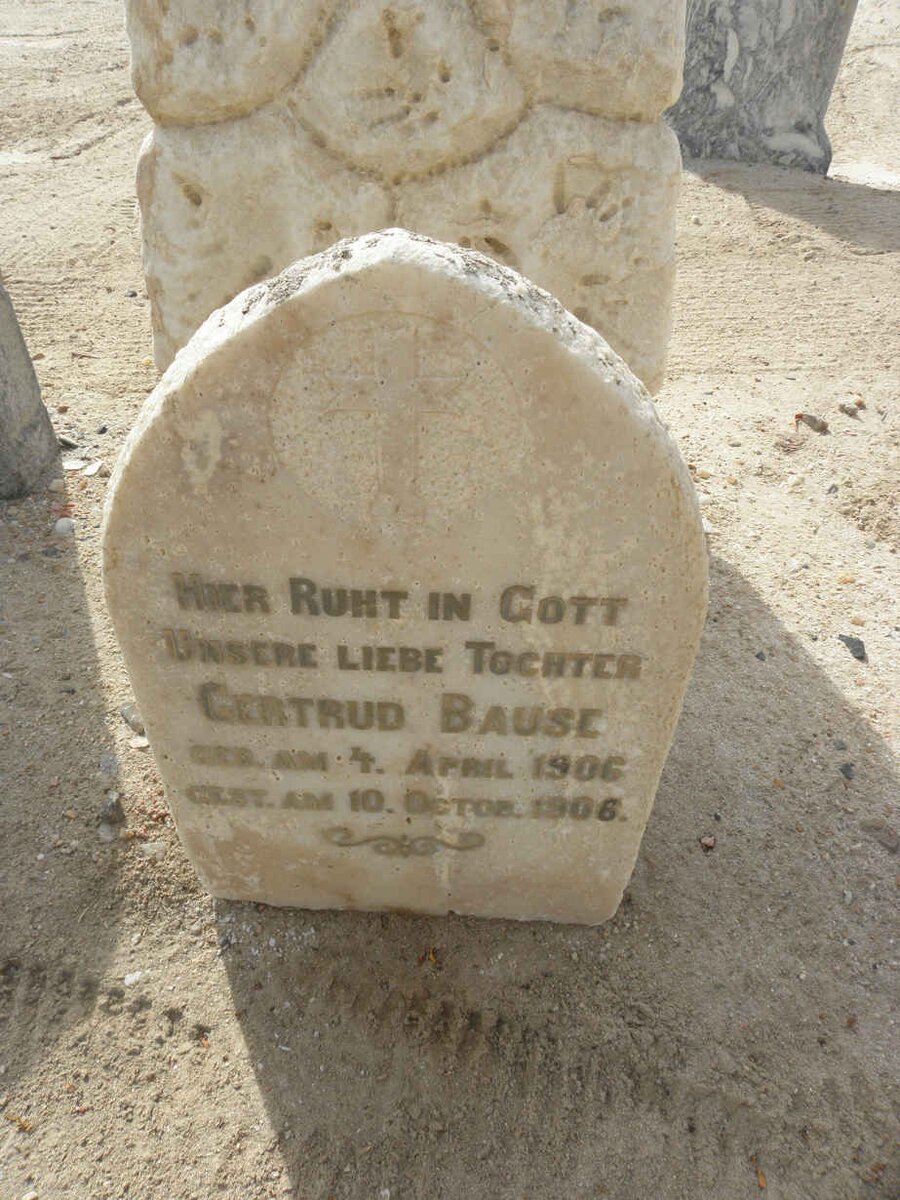 HIER RUHT IN GOTT
UNSERE LIEBE TOCHTER
GERTRUD BAUSE
GEB. AM 4. APRIL 1906
GEST. AM 10. OCTOB. 1906.